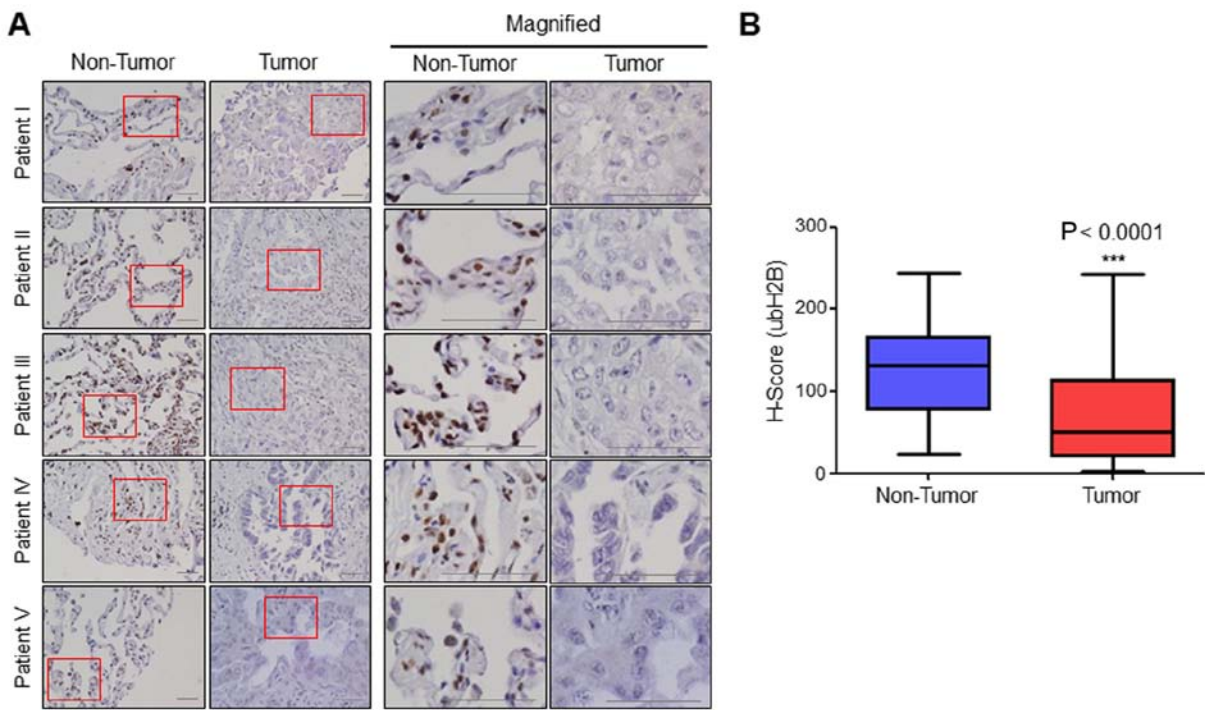 A
Magnified
Non-Tumor Tumor Non-Tumor Tumor
Patient I
Patient II
Patient III
Patient IV
Patient V
B
P < 0.0001
***
H-Score (ubH2B)
300
200
100
0
Non-Tumor Tumor